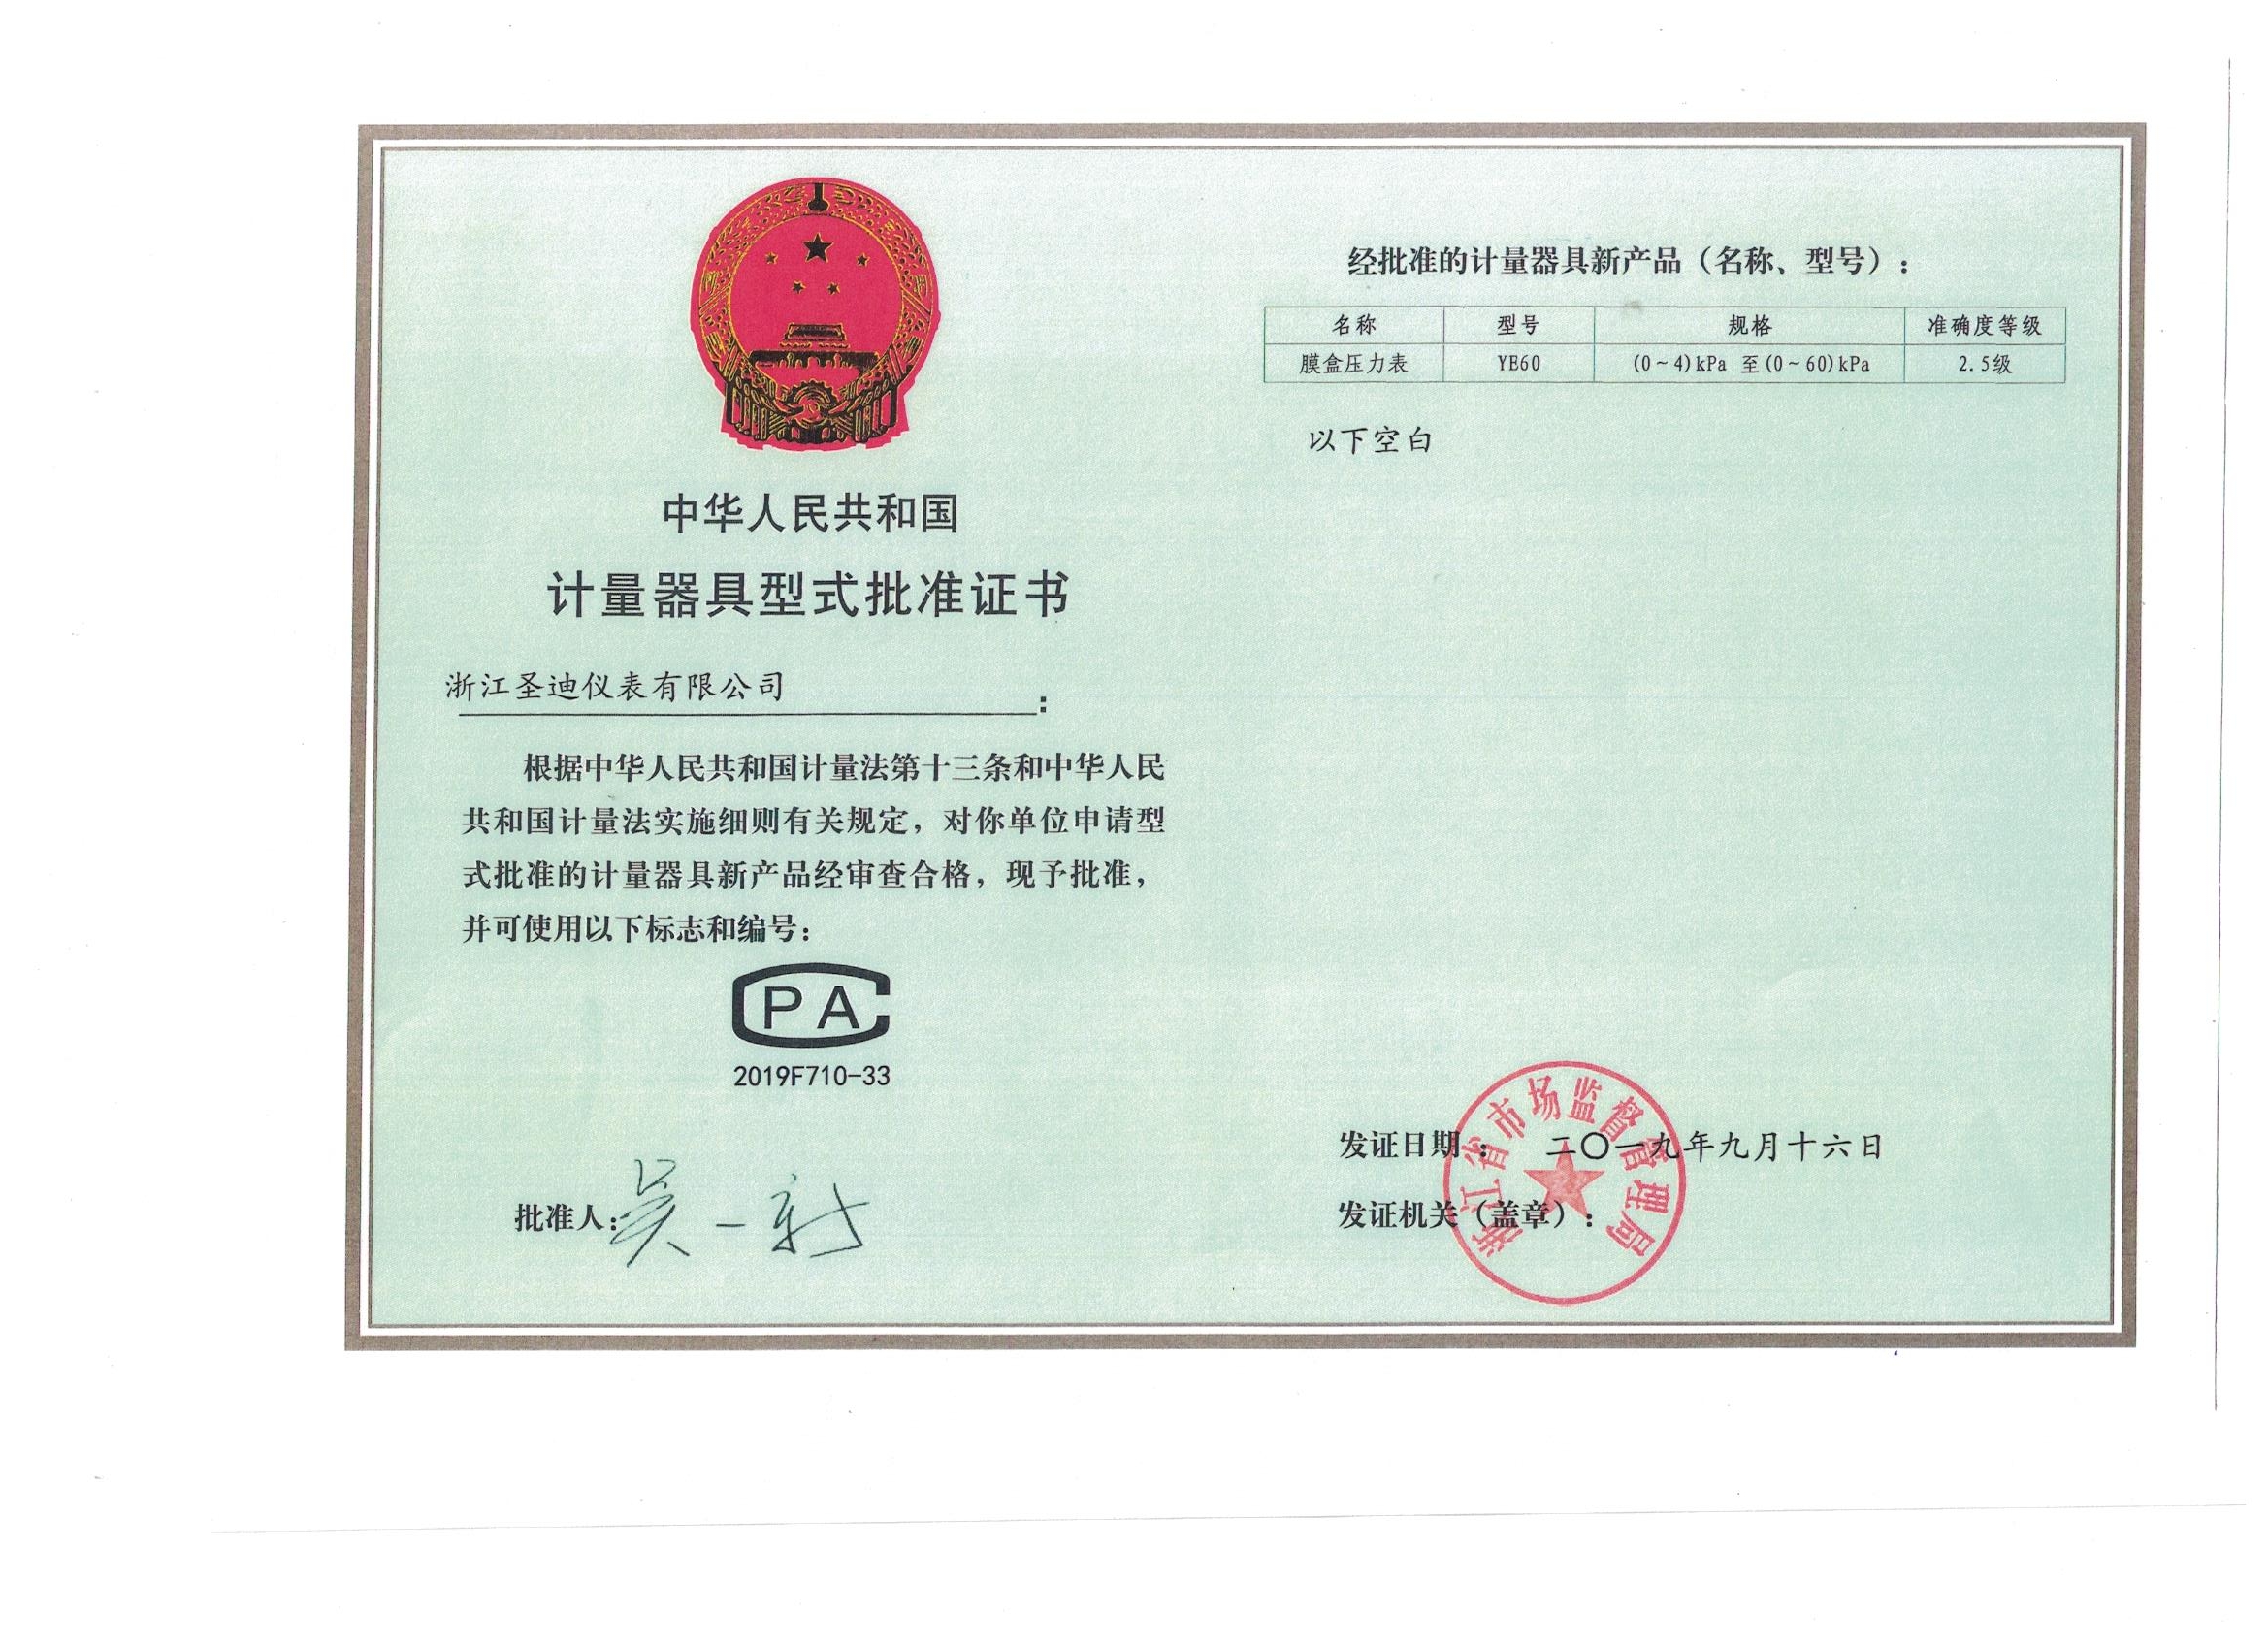 中华人民共和国
计量器具型式批准证书
浙江圣迪仪表有限公司：
根据中华人民共和国计量法第十三条和中华人民
共和国计量法实施细则有关规定，对你单位申请型
式批准的计量器具新产品经审查合格，现予批准，
并可使用以下标志和编号：
CPA
2019F710-33
批准人：
经批准的计量器具新产品（名称、型号）：
名称 型号 规格 准确度等级
膜盒压力表 YE60 (0~4)kPa 至(0~60)kPa 2.5级
以下空白
发证日期： 二〇一九年九月十六日
发证机关（盖章）：
浙江省市场监督管理局